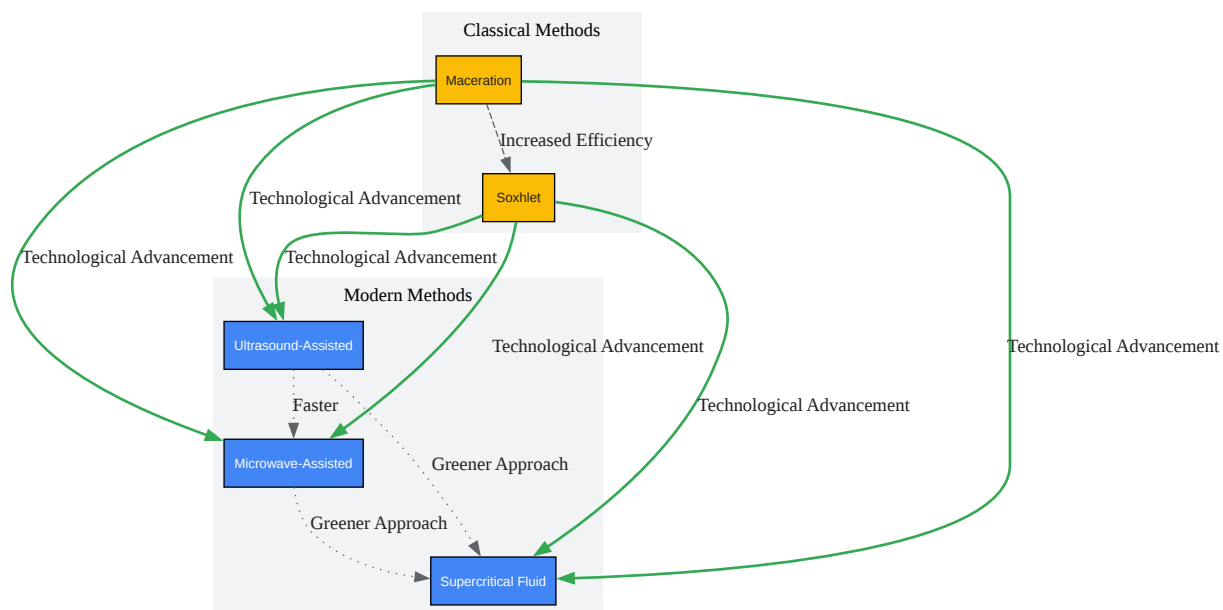 Classical Methods
Maceration
Increased Efficiency
Soxhlet
Technological Advancement
Technological Advancement
Technological Advancement
Modern Methods
Ultrasound-Assisted
Technological Advancement
Technological Advancement
Faster
Technological Advancement
Microwave-Assisted
Greener Approach
Greener Approach
Supercritical Fluid